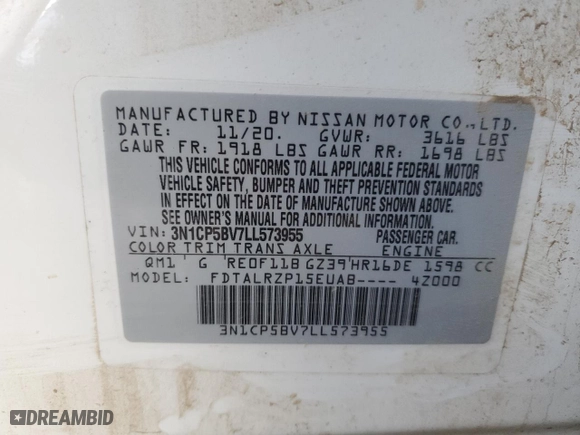 MANUFACTURED BY NISSAN MOTOR CO., LTD.
DATE: 11/20. GVWR: 3616 LBS
GAWR FR: 1918 LBS GAWR RR: 1698 LBS
THIS VEHICLE CONFORMS TO ALL APPLICABLE FEDERAL MOTOR
VEHICLE SAFETY, BUMPER AND THEFT PREVENTION STANDARDS
IN EFFECT ON THE DATE OF MANUFACTURE SHOWN ABOVE.
SEE OWNER'S MANUAL FOR ADDITIONAL INFORMATION
VIN: 3N1CP5BV7LL573955 PASSENGER CAR.
COLOR TRIM TRANS AXLE ENGINE
QM1 ' G 'RE0F11B GZ39'HR16DE 1598 CC
MODEL: FDTALRZP15EUAB---- 4Z000
3N1CP5BV7LL573955
DREAMBID